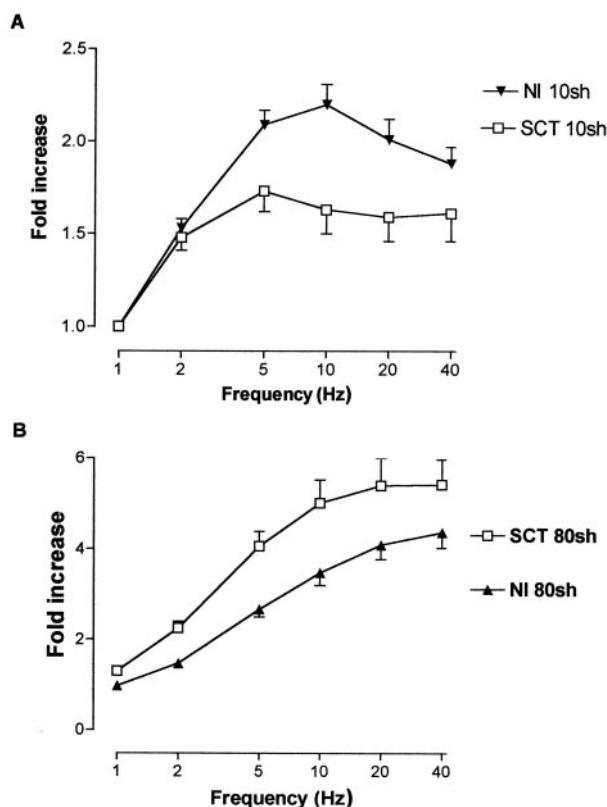 A
2.5
2.0
1.5
1.0
Fold increase
NI 10sh
SCT 10sh
1 2 5 10 20 40
Frequency (Hz)
B
6
4
2
0
Fold increase
SCT 80sh
NI 80sh
1 2 5 10 20 40
Frequency (Hz)